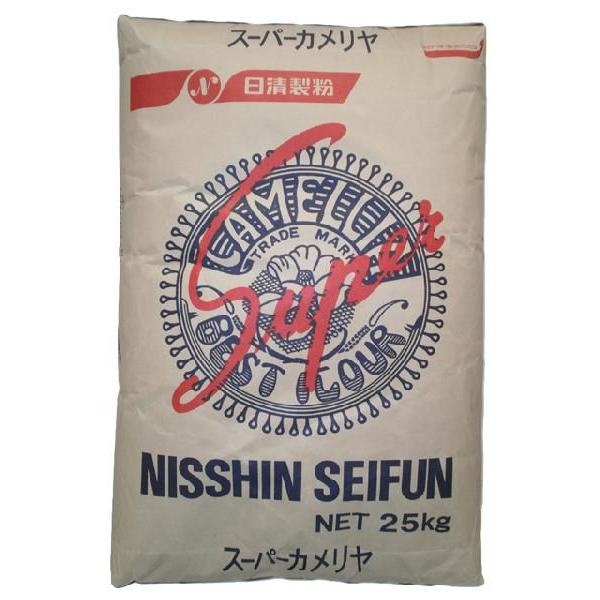 スーパーカメリヤ
N 日清製粉
CAMELLIA
TRADE MARK
Super
BEST FLOUR
NISSHIN SEIFUN
NET 25kg
スーパーカメリヤ